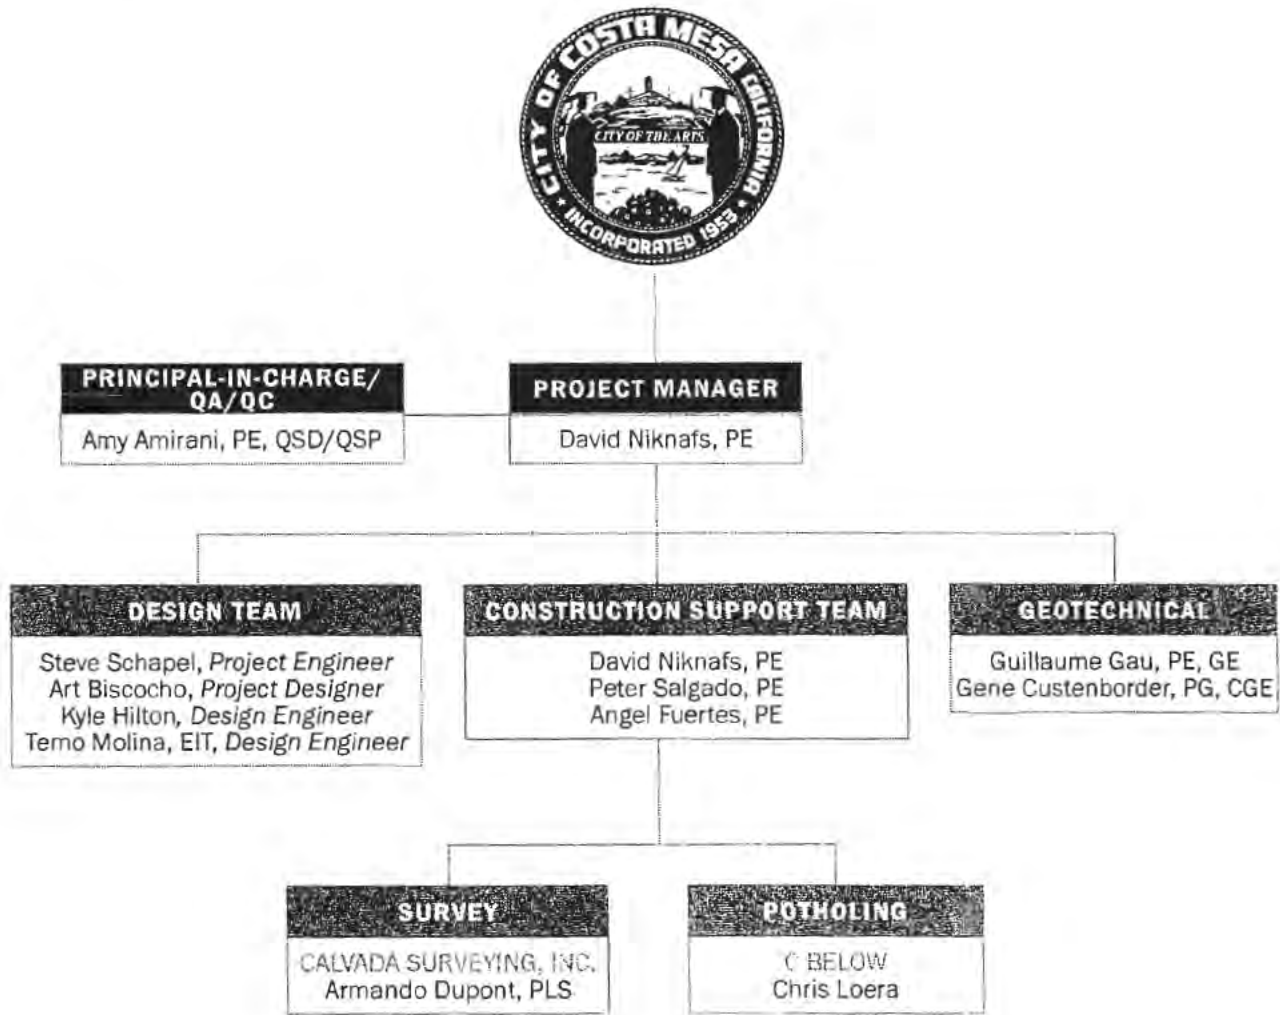 CITY OF COSTA MESA CALIFORNIA
CITY OF THE ARTS
INCORPORATED 1953
PRINCIPAL-IN-CHARGE/
QA/QC
Amy Amirani, PE, QSD/QSP
PROJECT MANAGER
David Niknafs, PE
DESIGN TEAM
Steve Schapel, Project Engineer
Art Biscocho, Project Designer
Kyle Hilton, Design Engineer
Temo Molina, EIT, Design Engineer
CONSTRUCTION SUPPORT TEAM
David Niknafs, PE
Peter Salgado, PE
Angel Fuertes, PE
GEOTECHNICAL
Guillaume Gau, PE, GE
Gene Custenborder, PG, CGE
SURVEY
CALVADA SURVEYING, INC.
Armando Dupont, PLS
POTHOLING
C BELOW
Chris Loera